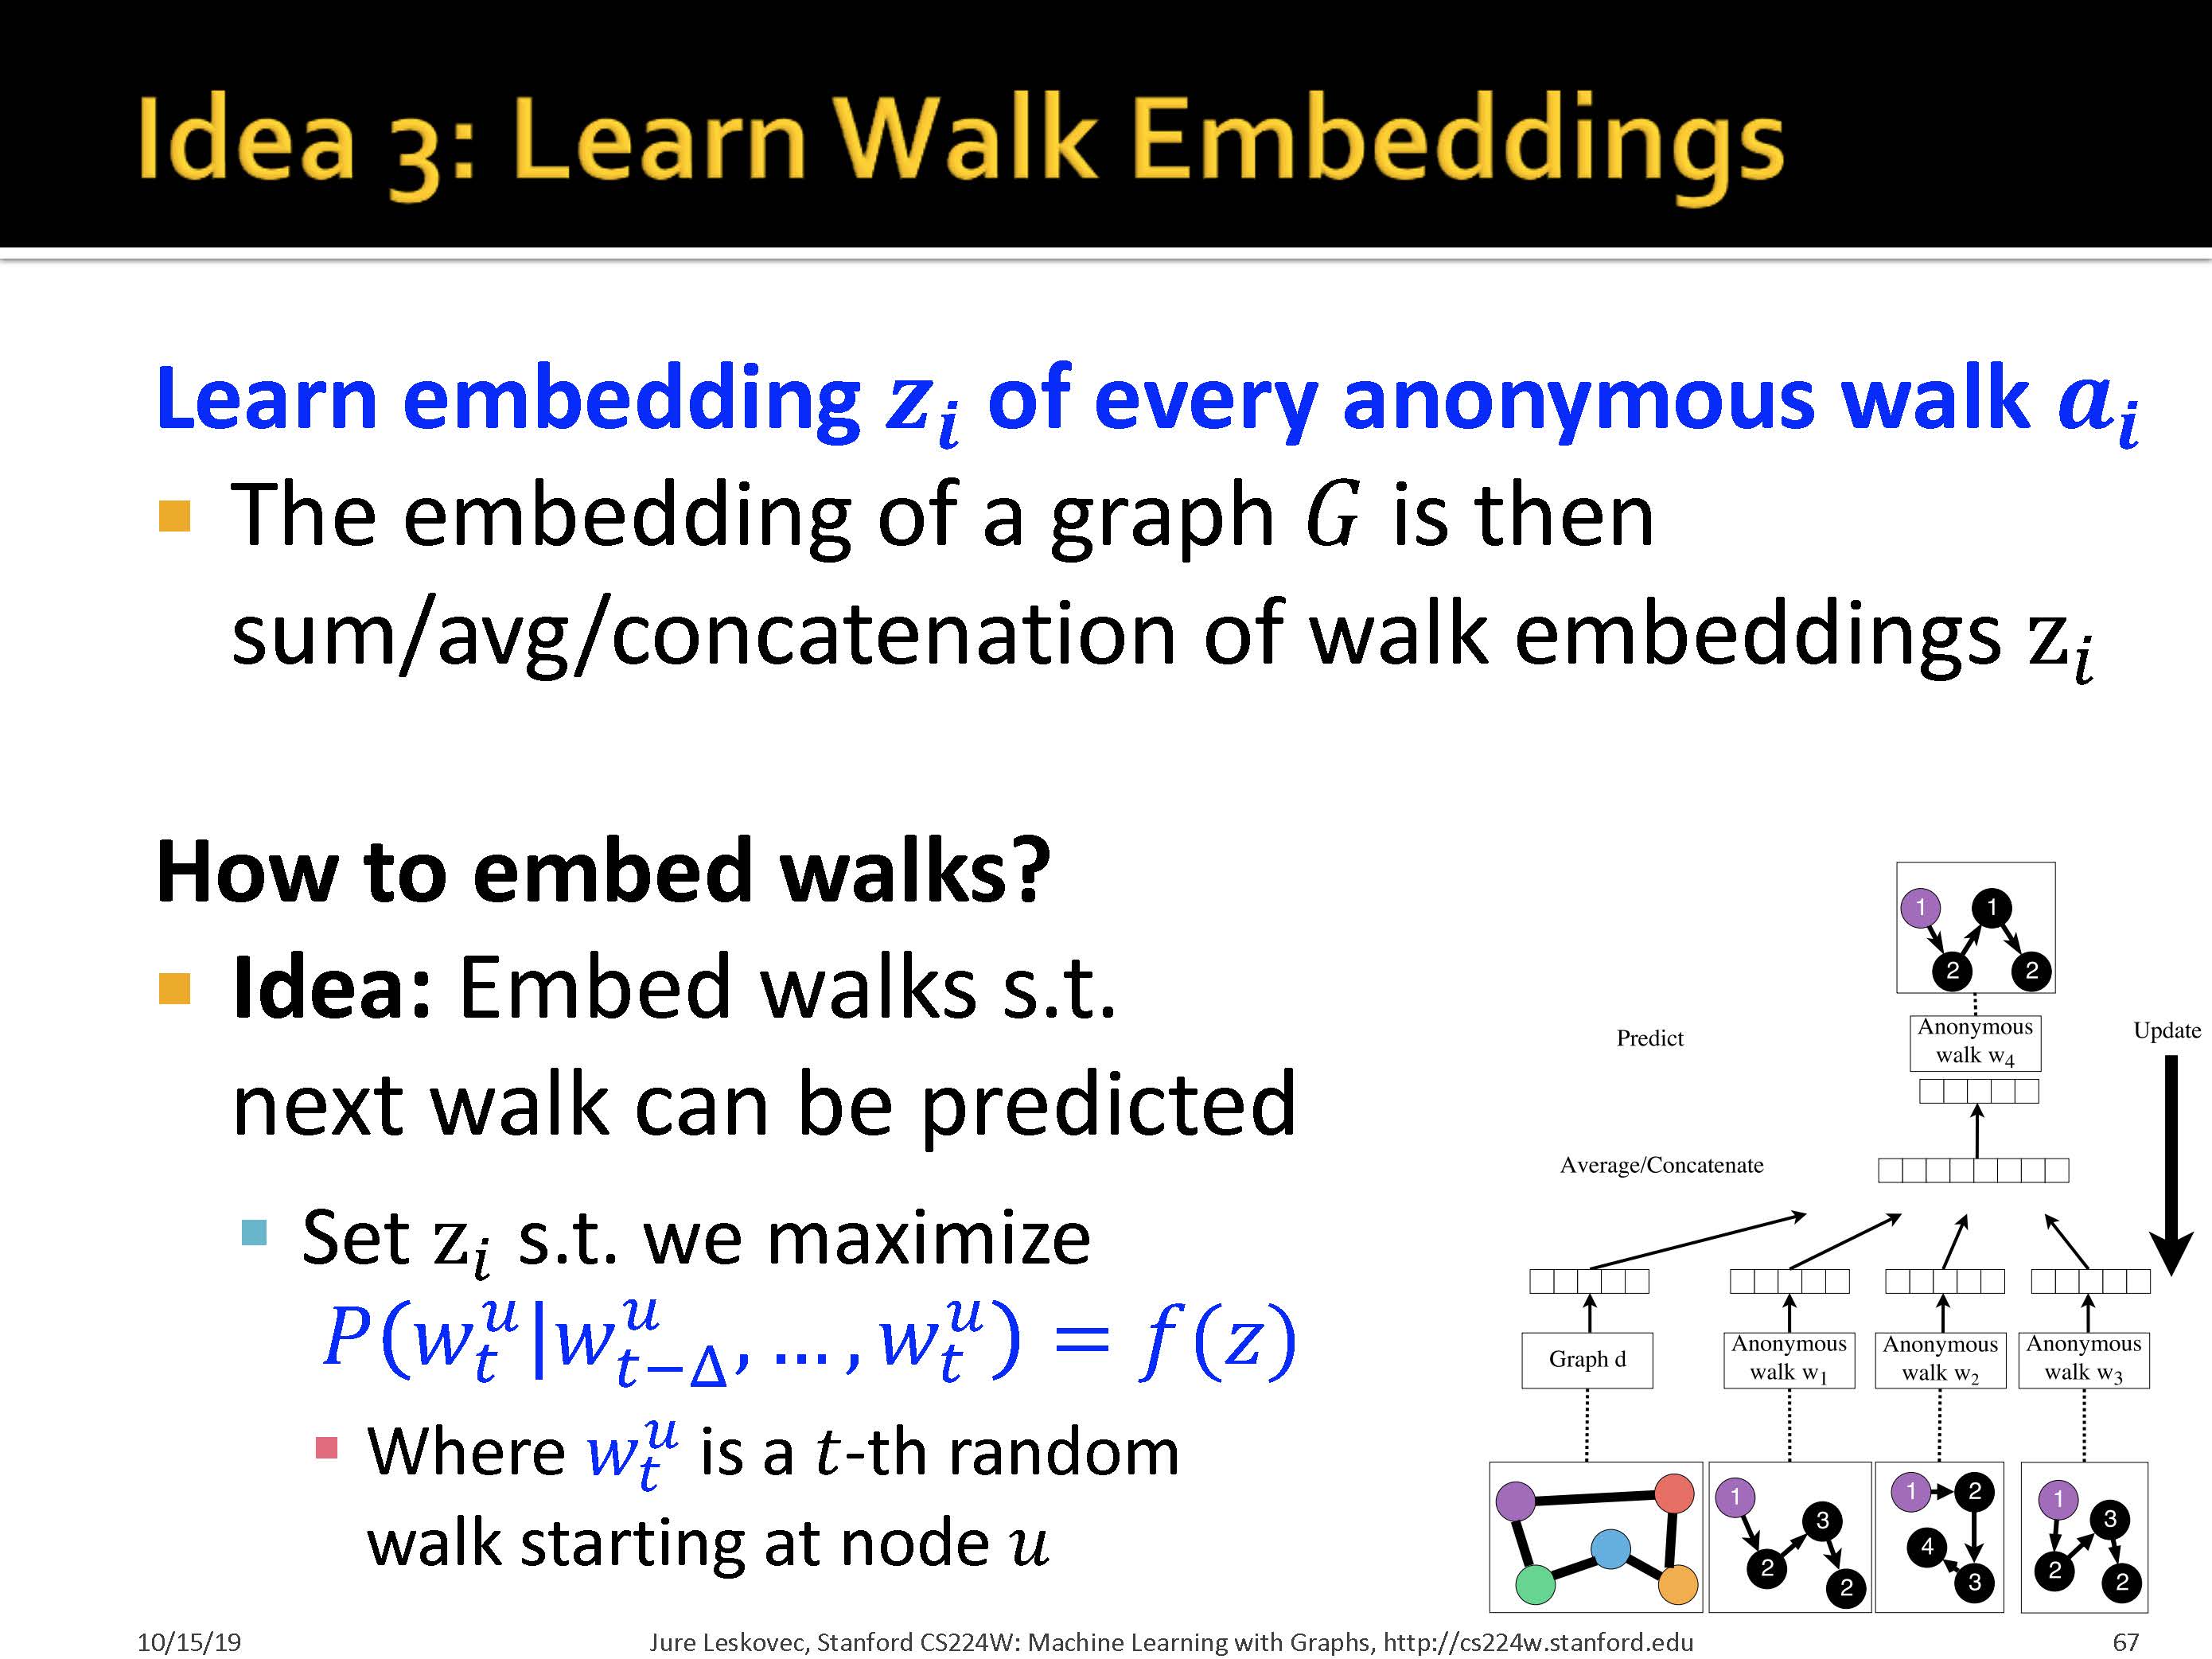 Idea 3: Learn Walk Embeddings
Learn embedding z_i of every anonymous walk a_i
▪ The embedding of a graph G is then
sum/avg/concatenation of walk embeddings z_i
How to embed walks?
▪ Idea: Embed walks s.t.
next walk can be predicted
▪ Set z_i s.t. we maximize
P(w_t^u|w_{t−Δ}^u, … , w_t^u) = f(z)
▪ Where w_t^u is a t-th random
walk starting at node u
1 1
2 2
Anonymous
walk w_4
Predict
Update
Average/Concatenate
Graph d
Anonymous
walk w_1
Anonymous
walk w_2
Anonymous
walk w_3
1 3
2 2
1 2
4 3
1 3
2 2
10/15/19
Jure Leskovec, Stanford CS224W: Machine Learning with Graphs, http://cs224w.stanford.edu
67